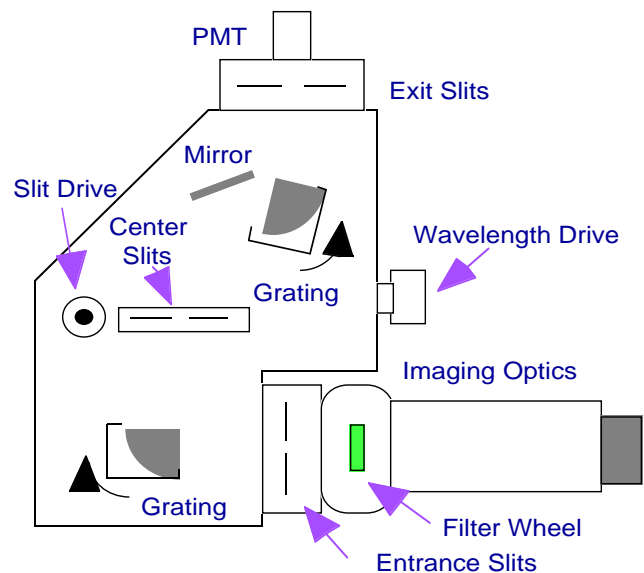 PMT
Exit Slits
Mirror
Slit Drive
Center
Slits
Wavelength Drive
Grating
Imaging Optics
Grating
Filter Wheel
Entrance Slits